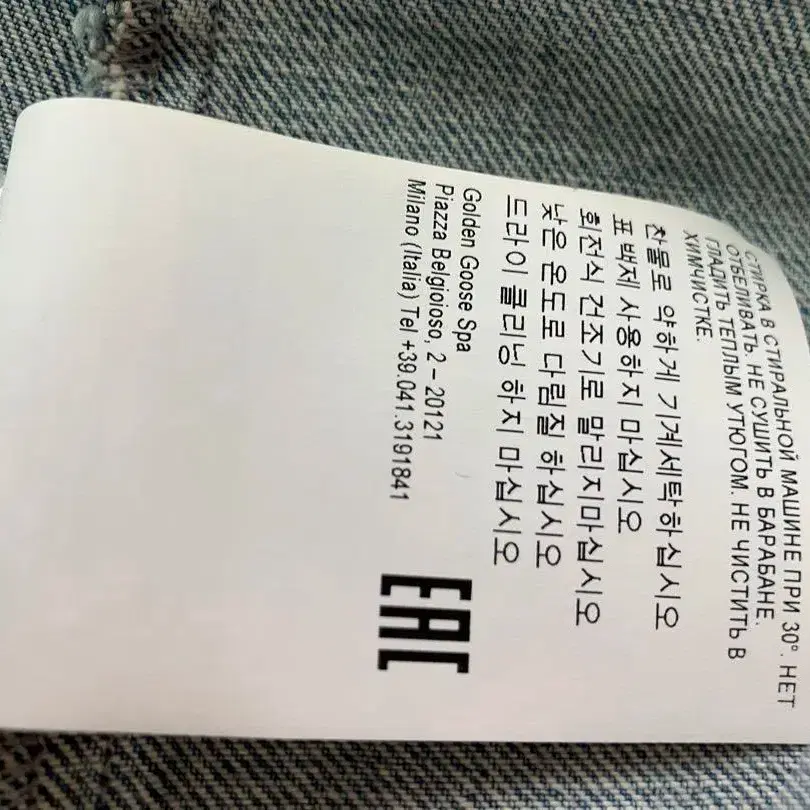 СТИРКА В СТИРАЛЬНОЙ МАШИНЕ ПРИ 30°. НЕТ
ОТБЕЛИВАТЬ. НЕ СУШИТЬ В БАРАБАНЕ.
ГЛАДИТЬ ТЕПЛЫМ УТЮГОМ. НЕ ЧИСТИТЬ В
ХИМЧИСТКЕ.
찬물로 약하게 기계세탁하십시오
표백제 사용하지 마십시오
회전식 건조기로 말리지마십시오
낮은 온도로 다림질 하십시오
드라이 클리닝 하지 마십시오
Golden Goose Spa
Piazza Belgioioso, 2 – 20121
Milano (Italia) Tel +39.041.3191841
EAC